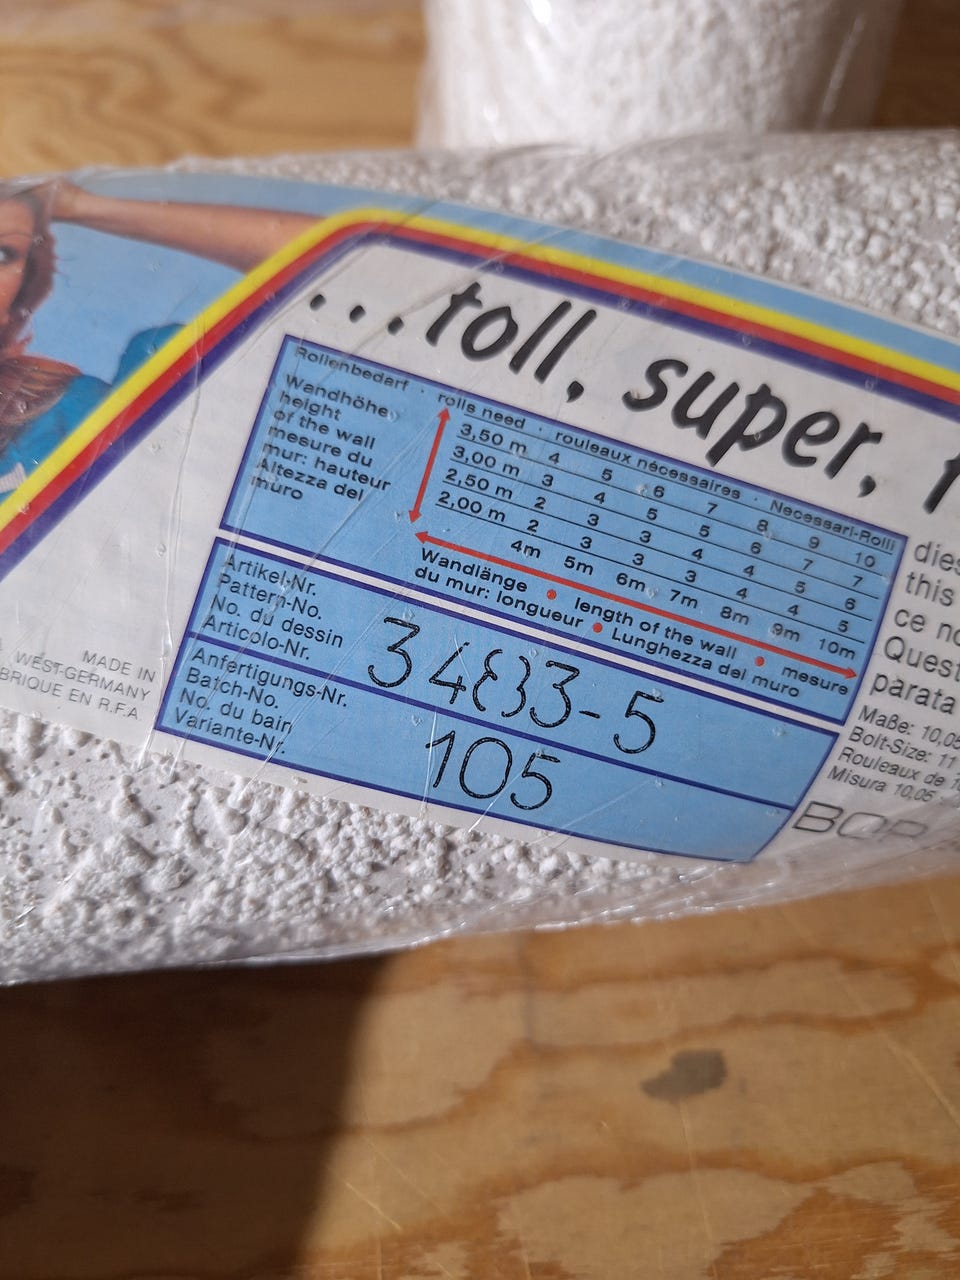 ...toll, super,
Rollenbedarf · rolls need · rouleaux nécessaires · Necessari-Rolli
Wandhöhe
height
of the wall
mesure du
mur: hauteur
Altezza del
muro
3,50 m 4 5 6 7 8 9 10
3,00 m 3 4 5 5 6 7 7
2,50 m 2 3 3 4 4 5 6
2,00 m 2 3 3 3 4 4 5
4m 5m 6m 7m 8m 9m 10m
Wandlänge • length of the wall • mesure
du mur: longueur • Lunghezza del muro
Artikel-Nr.
Pattern-No.
No. du dessin
Articolo-Nr.
3483-5
Anfertigungs-Nr.
Batch-No.
No. du bain
Variante-Nr.
105
MADE IN
WEST-GERMANY
BRIQUE EN R.F.A.
dies
this
ce no
Quest
parata
Maße: 10,05
Bolt-Size: 11
Rouleaux de 10
Misura 10,05